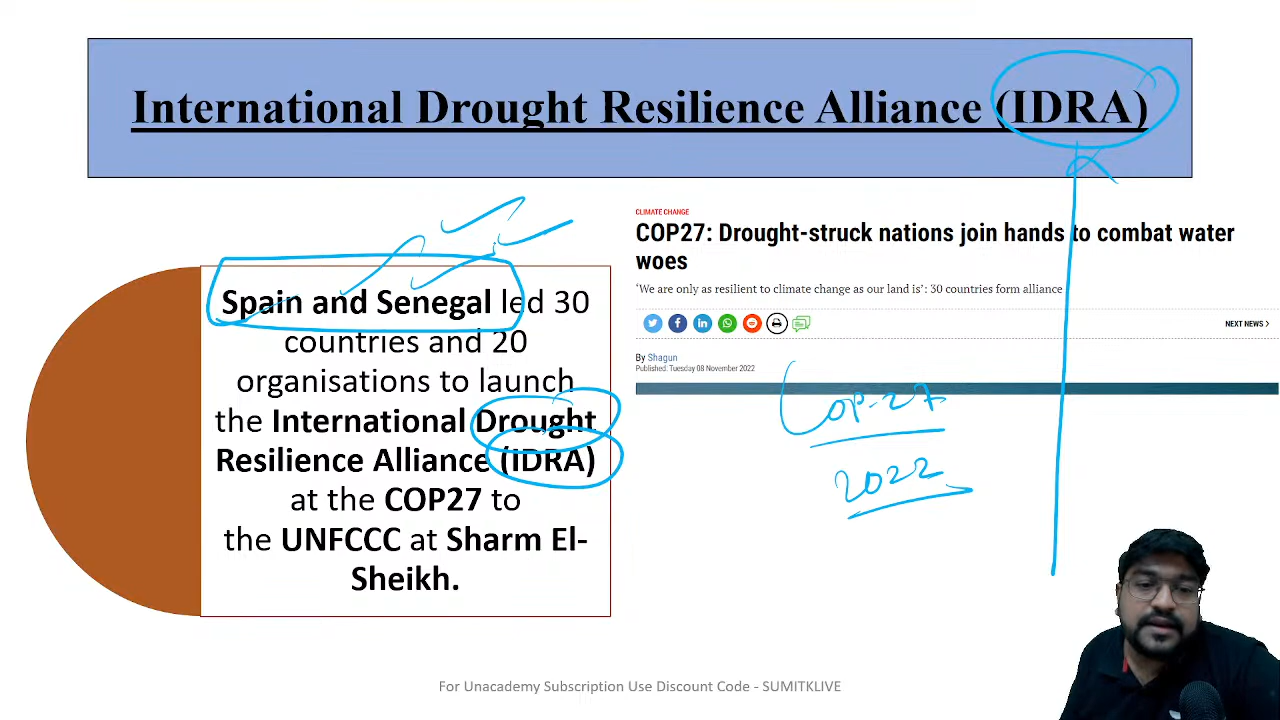 International Drought Resilience Alliance (IDRA)
Spain and Senegal led 30
countries and 20
organisations to launch
the International Drought
Resilience Alliance (IDRA)
at the COP27 to
the UNFCCC at Sharm El-
Sheikh.
CLIMATE CHANGE
COP27: Drought-struck nations join hands to combat water
woes
‘We are only as resilient to climate change as our land is’: 30 countries form alliance
NEXT NEWS
By Shagun
Published: Tuesday 08 November 2022
COP-27
2022
For Unacademy Subscription Use Discount Code - SUMITKLIVE